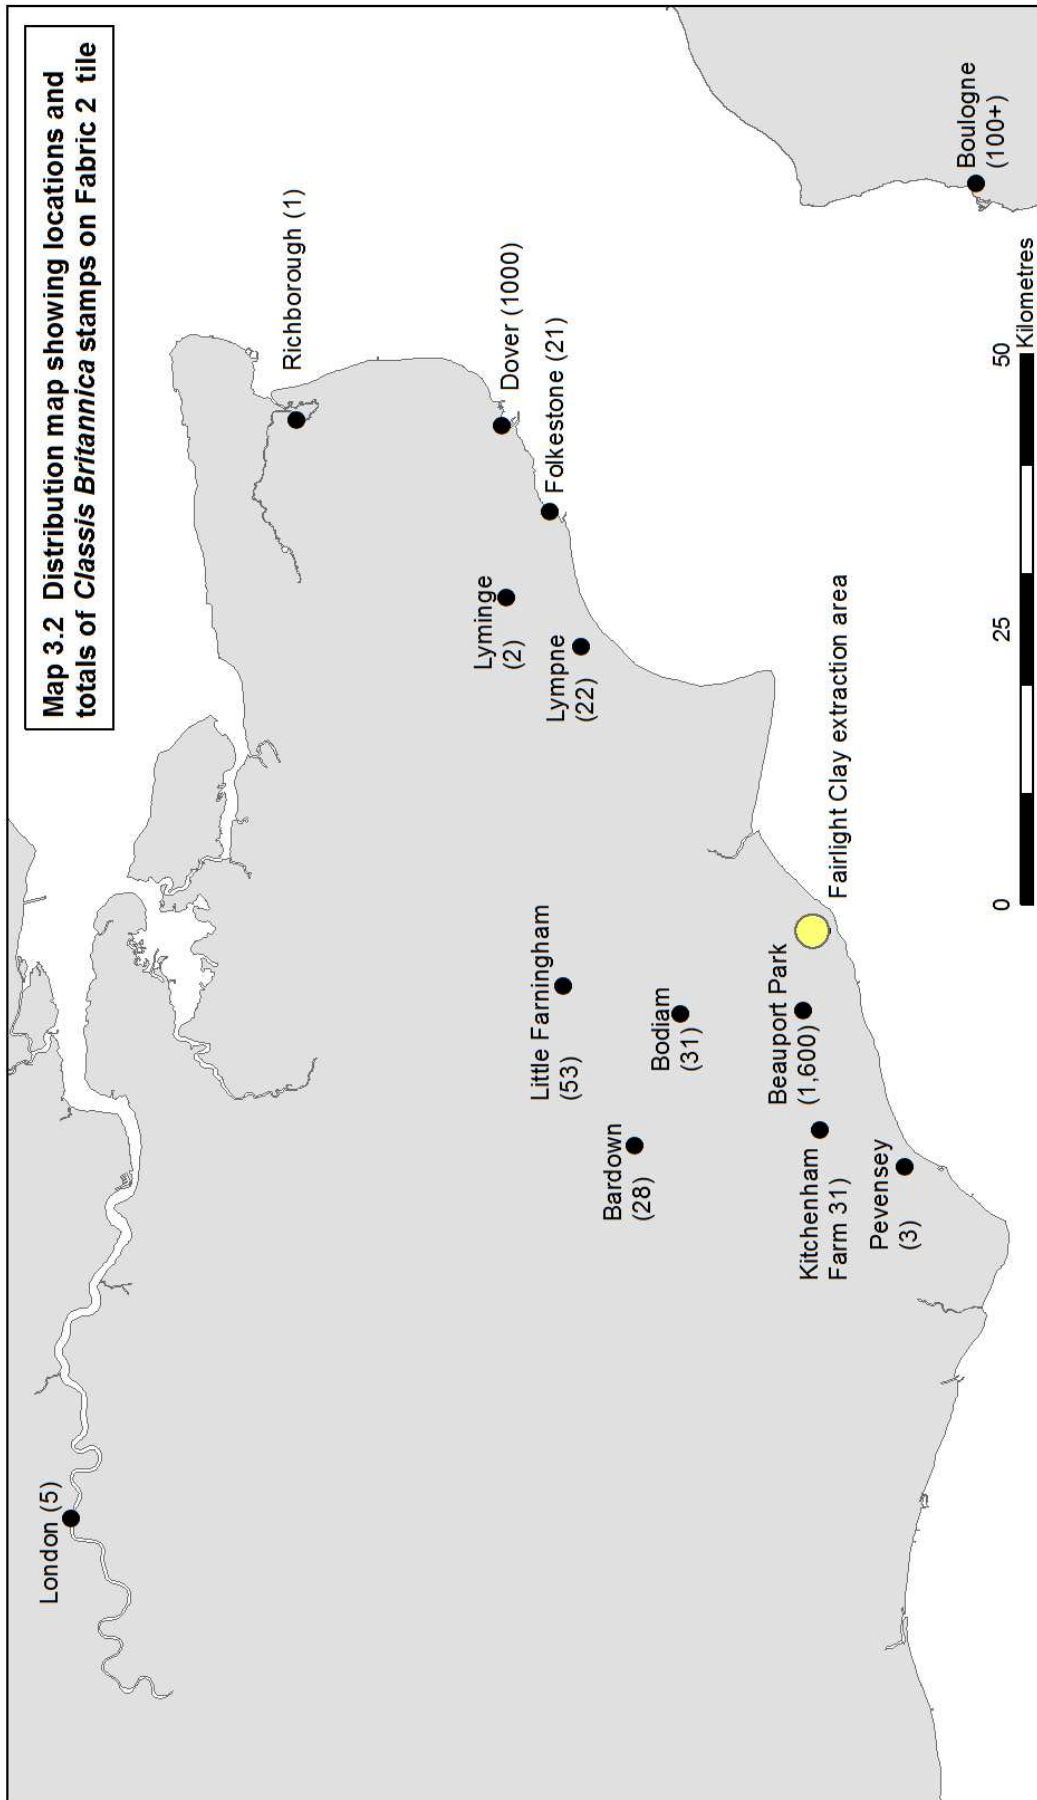 Map 3.2 Distribution map showing locations and
totals of Classis Britannica stamps on Fabric 2 tile
London (5)
Richborough (1)
Lyminge
(2)
Dover (1000)
Folkestone (21)
Lympne
(22)
Little Farningham
(53)
Bardown
(28)
Bodiam
(31)
Beauport Park
(1,600)
Kitchenham
Farm 31)
Pevensey
(3)
Fairlight Clay extraction area
Boulogne
(100+)
0
25
50
Kilometres